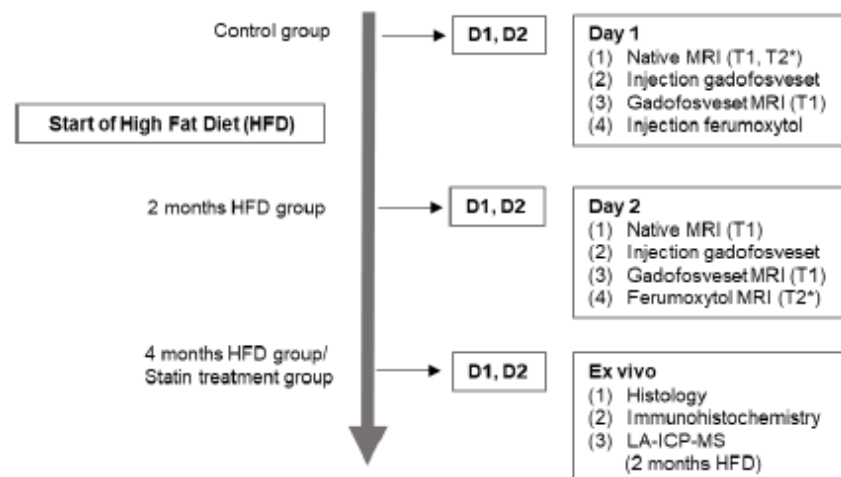 Control group
D1, D2
Day 1
(1) Native MRI (T1, T2*)
(2) Injection gadofosveset
(3) Gadofosveset MRI (T1)
(4) Injection ferumoxytol
Start of High Fat Diet (HFD)
2 months HFD group
D1, D2
Day 2
(1) Native MRI (T1)
(2) Injection gadofosveset
(3) Gadofosveset MRI (T1)
(4) Ferumoxytol MRI (T2*)
4 months HFD group/
Statin treatment group
D1, D2
Ex vivo
(1) Histology
(2) Immunohistochemistry
(3) LA-ICP-MS
(2 months HFD)